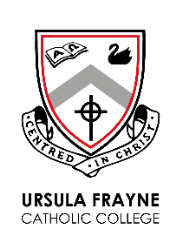 CENTRED · IN CHRIST
URSULA FRAYNE
CATHOLIC COLLEGE